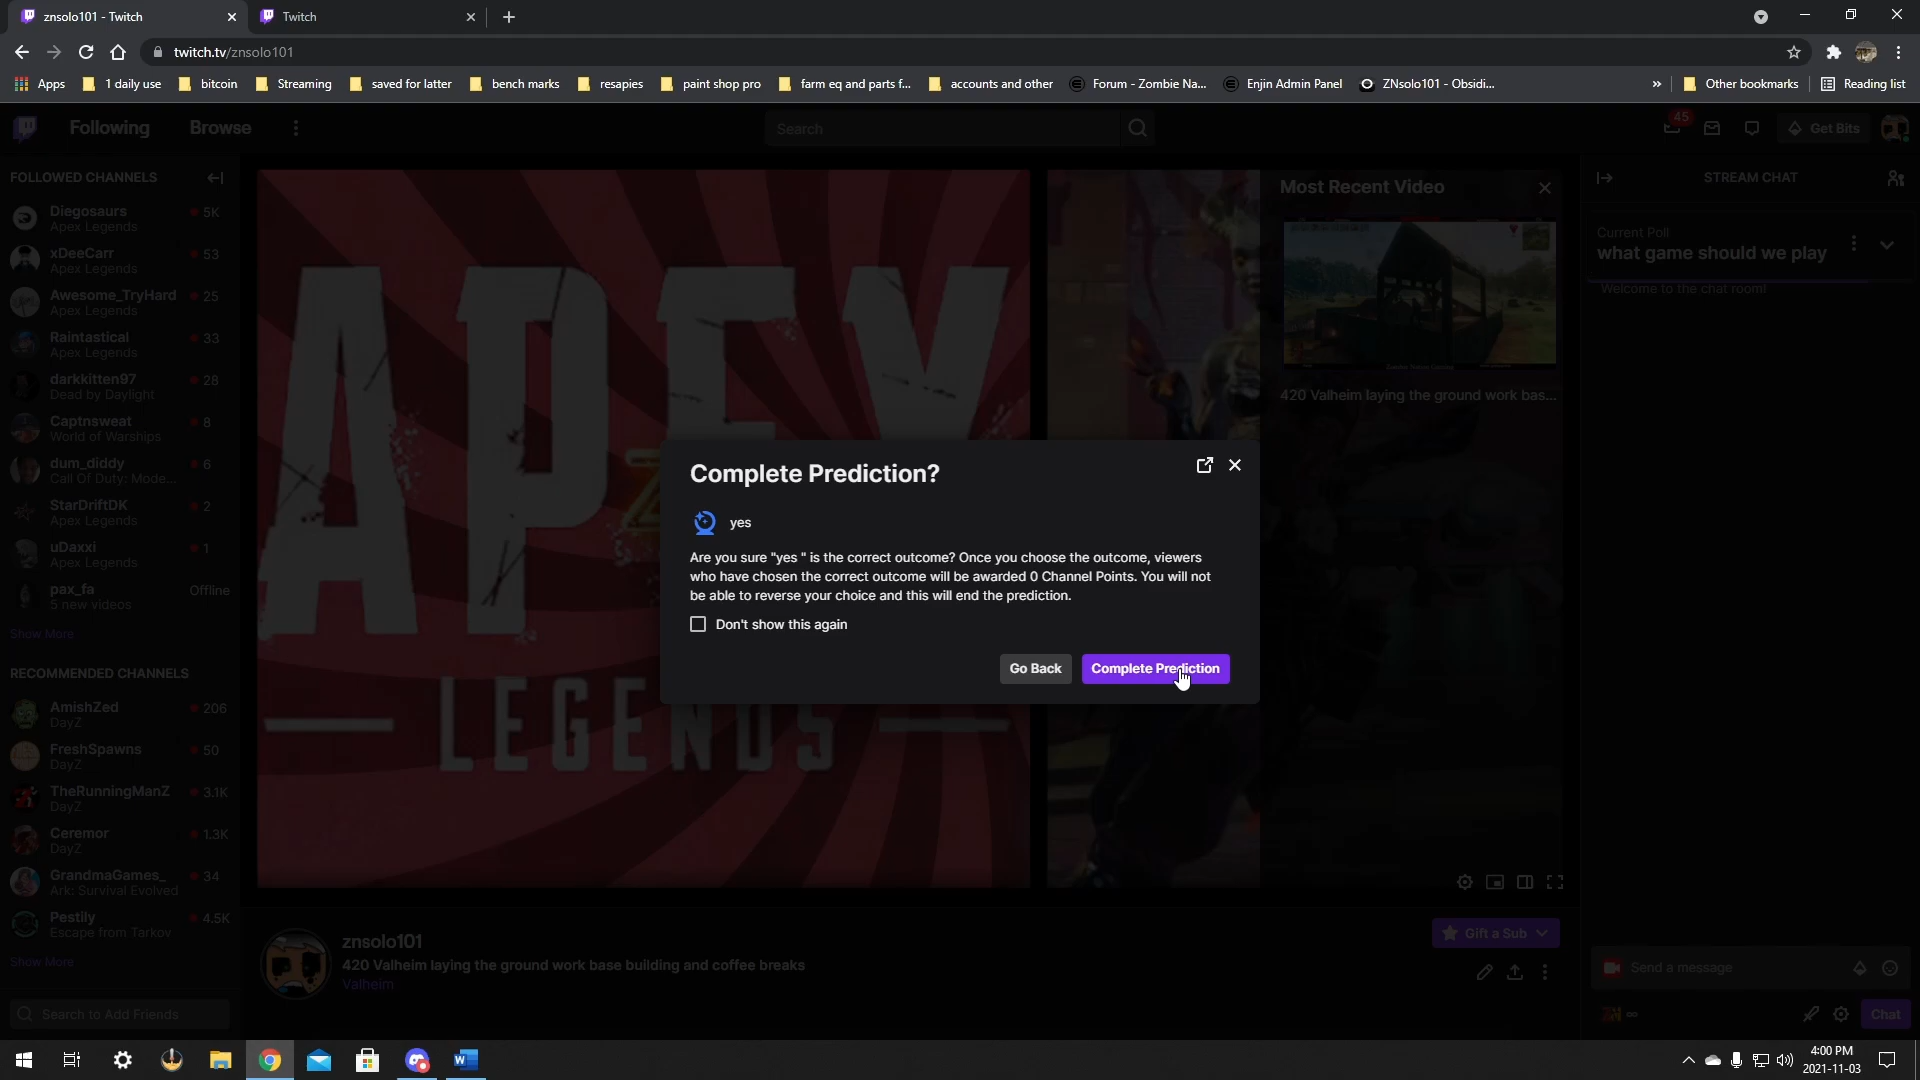 znsolo101 - Twitch
Twitch
twitch.tv/znsolo101
Apps
1 daily use
bitcoin
Streaming
saved for latter
bench marks
resapies
paint shop pro
farm eq and parts f...
accounts and other
Forum - Zombie Na...
Enjin Admin Panel
ZNsolo101 - Obsidi...
»
Other bookmarks
Reading list
Following
Browse
Search
45
Get Bits
FOLLOWED CHANNELS
Diegosaurs
5K
Apex Legends
xDeeCarr
53
Apex Legends
Awesome_TryHard
25
Apex Legends
Raintastical
33
Apex Legends
darkkitten97
28
Dead by Daylight
Captnsweat
8
World of Warships
dum_diddy
6
Call Of Duty: Mode...
StarDriftDK
2
Apex Legends
uDaxxi
1
Apex Legends
pax_fa
Offline
5 new videos
Show More
RECOMMENDED CHANNELS
AmishZed
206
DayZ
FreshSpawns
50
DayZ
TheRunningManZ
3.1K
DayZ
Ceremor
1.3K
DayZ
GrandmaGames_
34
Ark: Survival Evolved
Pestily
4.5K
Escape from Tarkov
Show More
Search to Add Friends
APEX
LEGENDS
Most Recent Video
420 Valheim laying the ground work bas...
Complete Prediction?
yes
Are you sure "yes " is the correct outcome? Once you choose the outcome, viewers
who have chosen the correct outcome will be awarded 0 Channel Points. You will not
be able to reverse your choice and this will end the prediction.
Don't show this again
Go Back
Complete Prediction
znsolo101
420 Valheim laying the ground work base building and coffee breaks
Valheim
Gift a Sub
STREAM CHAT
Current Poll
what game should we play
Welcome to the chat room!
Send a message
Chat
4:00 PM
2021-11-03